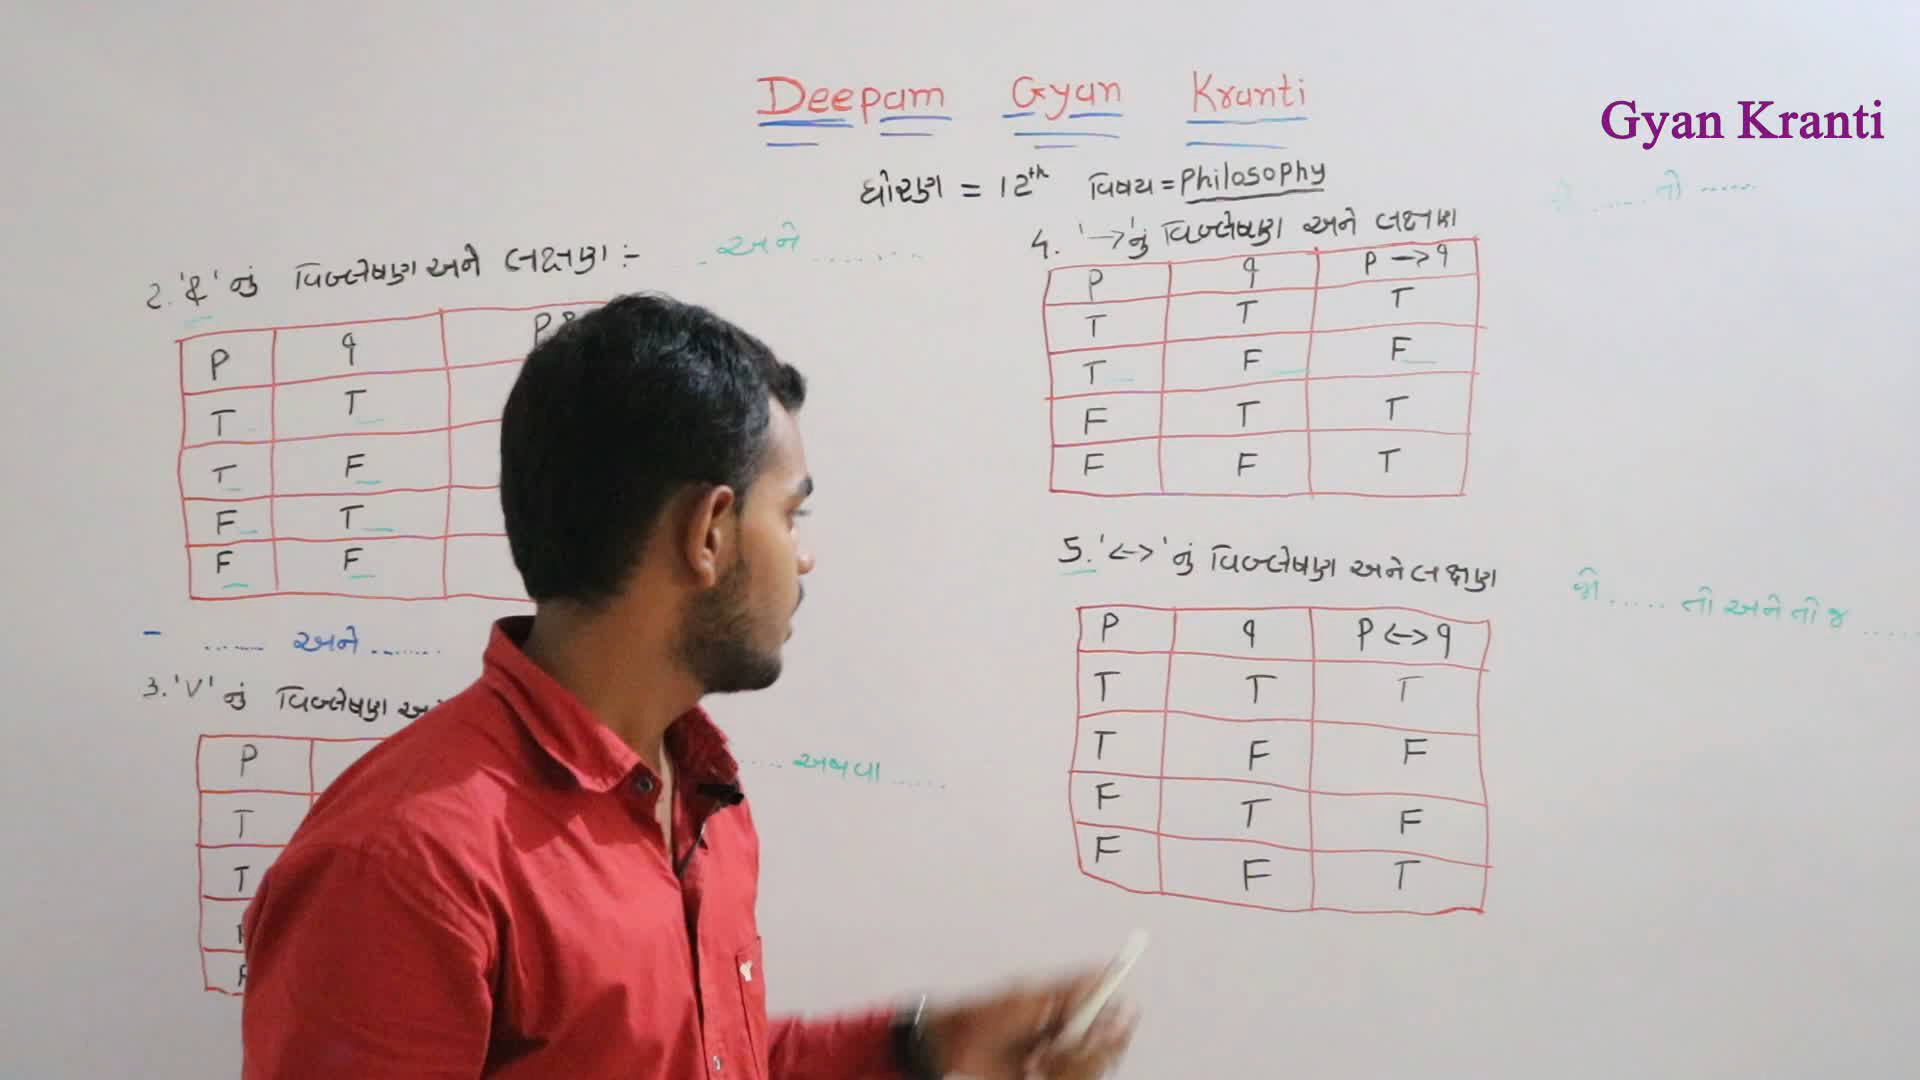 Deepam Gyan Kranti
Gyan Kranti
ધોરણ = 12th વિષય = Philosophy
2. '&' નું વિશ્લેષણ અને લક્ષણ :-
...... અને ........
P q P &
T T
T F
F T
F F
- ...... અને ........
3. 'V' નું વિશ્લેષણ
P
T
T
..... અથવા ......
4. '→' નું વિશ્લેષણ અને લક્ષણ
...... તો ......
P q P → q
T T T
T F F
F T T
F F T
5. '<->' નું વિશ્લેષણ અને લક્ષણ
જો ...... તો અને તો જ ......
P q P <-> q
T T T
T F F
F T F
F F T